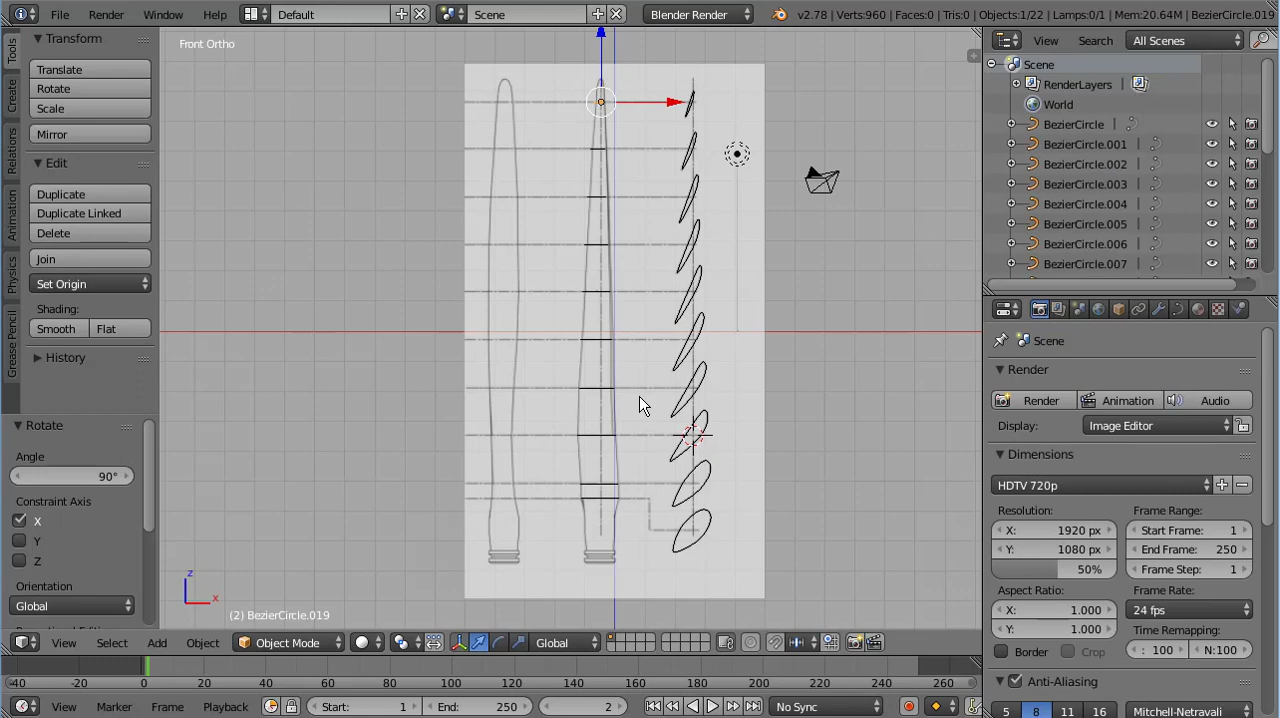 File Render Window Help Default Scene Blender Render v2.78 | Verts:960 | Faces:0 | Tris:0 | Objects:1/22 | Lamps:0/1 | Mem:20.64M | BezierCircle.019
Tools
Create
Relations
Animation
Physics
Grease Pencil
Transform
Translate
Rotate
Scale
Mirror
Edit
Duplicate
Duplicate Linked
Delete
Join
Set Origin
Shading:
Smooth Flat
History
Rotate
Angle
90°
Constraint Axis
X
Y
Z
Orientation
Global
Front Ortho
z
x
(2) BezierCircle.019
View Select Add Object Object Mode Global
View Search All Scenes
Scene
RenderLayers
World
BezierCircle
BezierCircle.001
BezierCircle.002
BezierCircle.003
BezierCircle.004
BezierCircle.005
BezierCircle.006
BezierCircle.007
Scene
Render
Render Animation Audio
Display: Image Editor
Dimensions
HDTV 720p
Resolution: Frame Range:
X: 1920 px Start Frame: 1
Y: 1080 px End Frame: 250
50% Frame Step: 1
Aspect Ratio: Frame Rate:
X: 1.000 24 fps
Y: 1.000 Time Remapping:
Border Crop : 100 N:100
Anti-Aliasing
5 8 11 16 Mitchell-Netravali
-40 -20 0 20 40 60 80 100 120 140 160 180 200 220 240 260
View Marker Frame Playback Start: 1 End: 250 2 No Sync